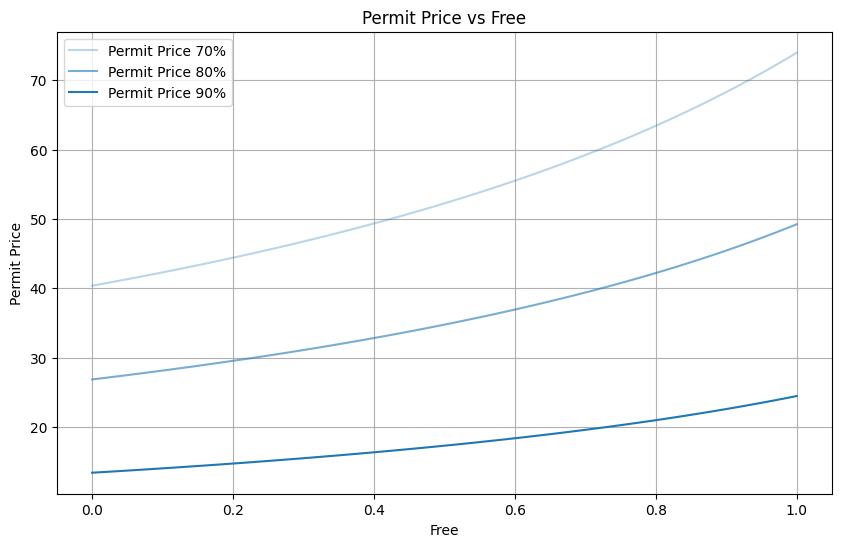 Permit Price vs Free
Permit Price 70%
Permit Price 80%
Permit Price 90%
70
60
50
40
30
20
Permit Price
0.0 0.2 0.4 0.6 0.8 1.0
Free